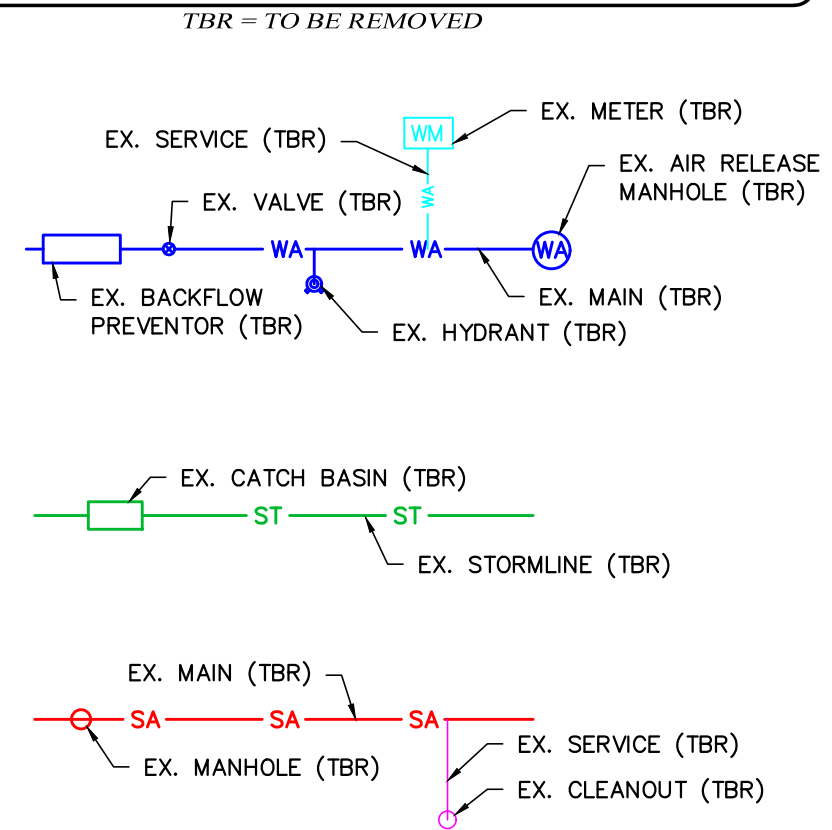 TBR = TO BE REMOVED
EX. METER (TBR)
WM
EX. SERVICE (TBR)
EX. AIR RELEASE
MANHOLE (TBR)
WA
EX. VALVE (TBR)
WA
WA
WA
EX. BACKFLOW
PREVENTOR (TBR)
EX. MAIN (TBR)
EX. HYDRANT (TBR)
EX. CATCH BASIN (TBR)
ST
ST
EX. STORMLINE (TBR)
EX. MAIN (TBR)
SA
SA
SA
EX. MANHOLE (TBR)
EX. SERVICE (TBR)
EX. CLEANOUT (TBR)